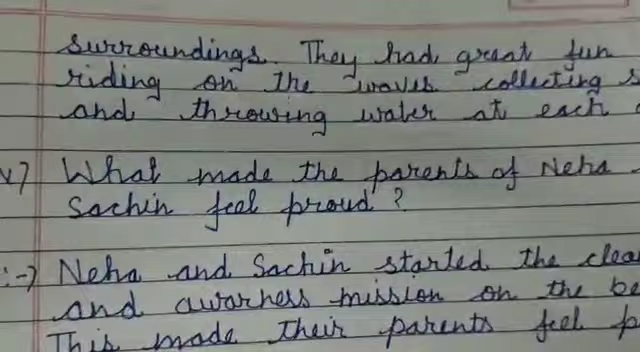 surroundings. They had great fun
riding on the waves collecting
and throwing water at each
v) What made the parents of Neha
Sachin feel proud?
:-) Neha and Sachin started the clea
and awarness mission on the be
This made their parents feel p